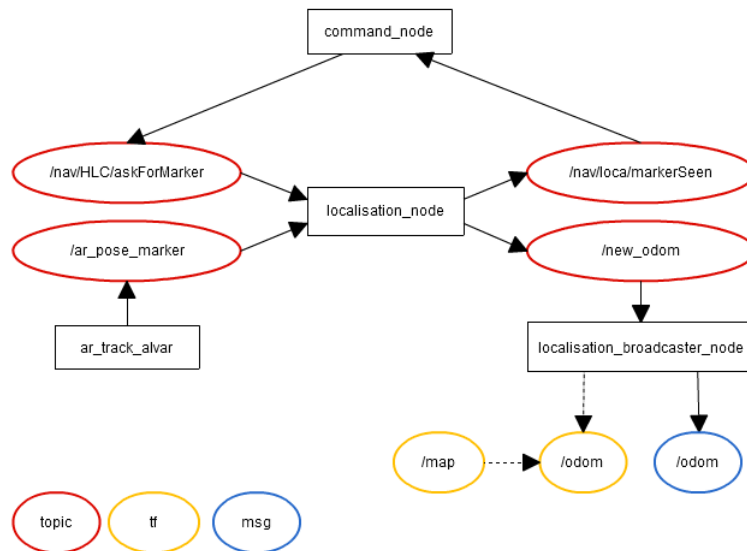 command_node
/nav/HLC/askForMarker
/nav/loca/markerSeen
localisation_node
/ar_pose_marker
/new_odom
ar_track_alvar
localisation_broadcaster_node
/map
/odom
/odom
topic
tf
msg